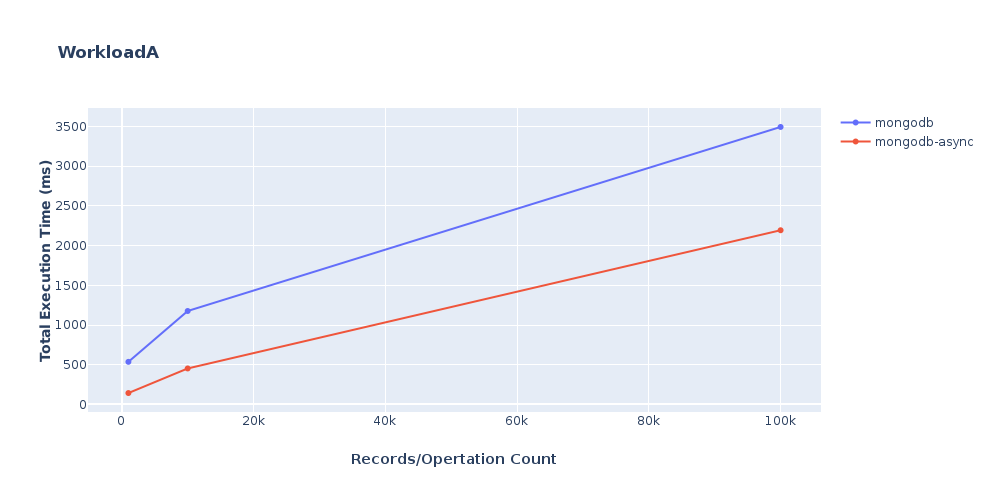 WorkloadA
mongodb
mongodb-async
Total Execution Time (ms)
3500
3000
2500
2000
1500
1000
500
0
0 20k 40k 60k 80k 100k
Records/Opertation Count